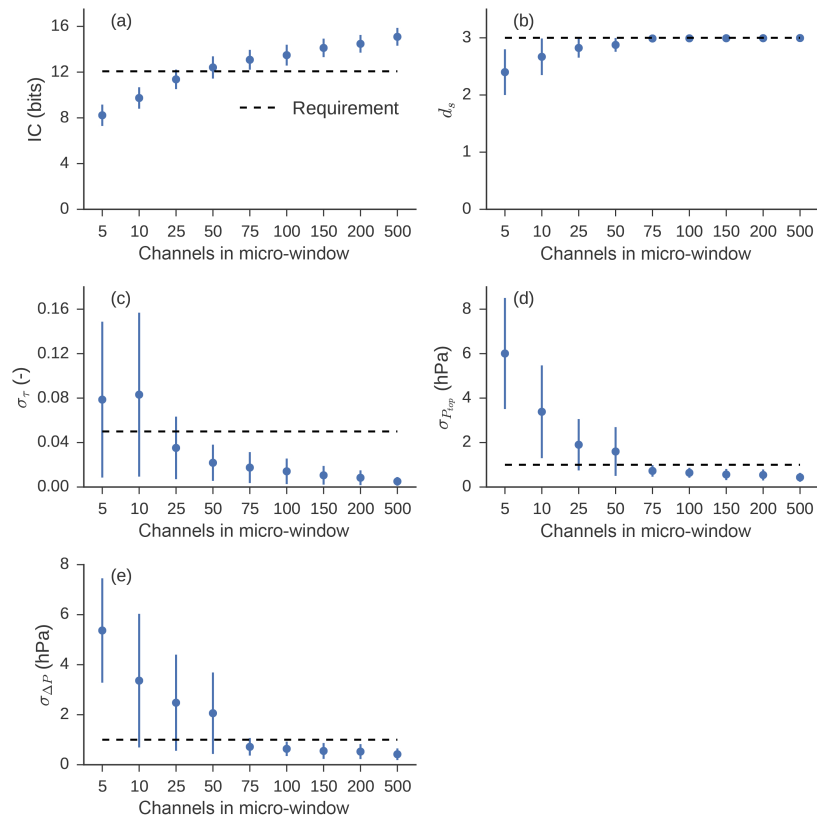 (a)
IC (bits)
16
12
8
4
0
Requirement
5 10 25 50 75 100 150 200 500
Channels in micro-window
(b)
d_s
3
2
1
0
5 10 25 50 75 100 150 200 500
Channels in micro-window
(c)
σ_τ (-)
0.16
0.12
0.08
0.04
0.00
5 10 25 50 75 100 150 200 500
Channels in micro-window
(d)
σ_{P_{top}} (hPa)
8
6
4
2
0
5 10 25 50 75 100 150 200 500
Channels in micro-window
(e)
σ_{ΔP} (hPa)
8
6
4
2
0
5 10 25 50 75 100 150 200 500
Channels in micro-window